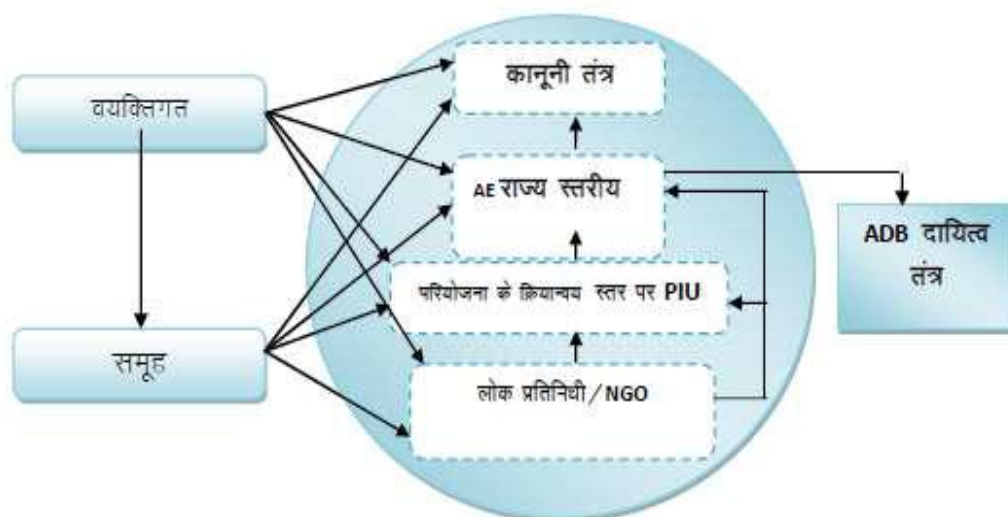 कानूनी तंत्र
वयक्तिगत
AE राज्य स्तरीय
ADB दायित्व
तंत्र
परियोजना के क्रियान्वय स्तर पर PIU
समूह
लोक प्रतिनिधी/NGO